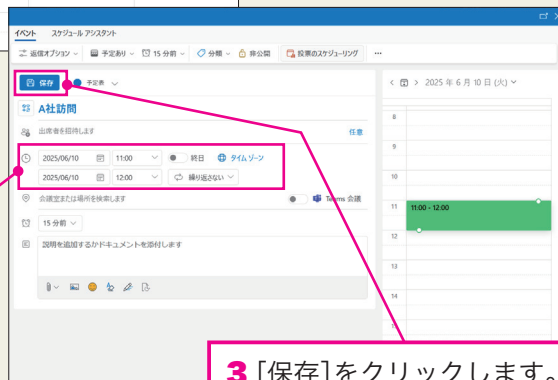 イベント スケジュール アシスタント
返信オプション 予定あり 15 分前 分類 非公開 投票のスケジューリング …
保存 予定表
2025 年 6 月 10 日 (火)
A社訪問
出席者を招待します 任意
2025/06/10 11:00 終日 タイム ゾーン
2025/06/10 12:00 繰り返さない
会議室または場所を検索します Teams 会議
15 分前
説明を追加するかドキュメントを添付します
8
9
10
11 11:00 - 12:00
12
13
14
3 [保存]をクリックします。